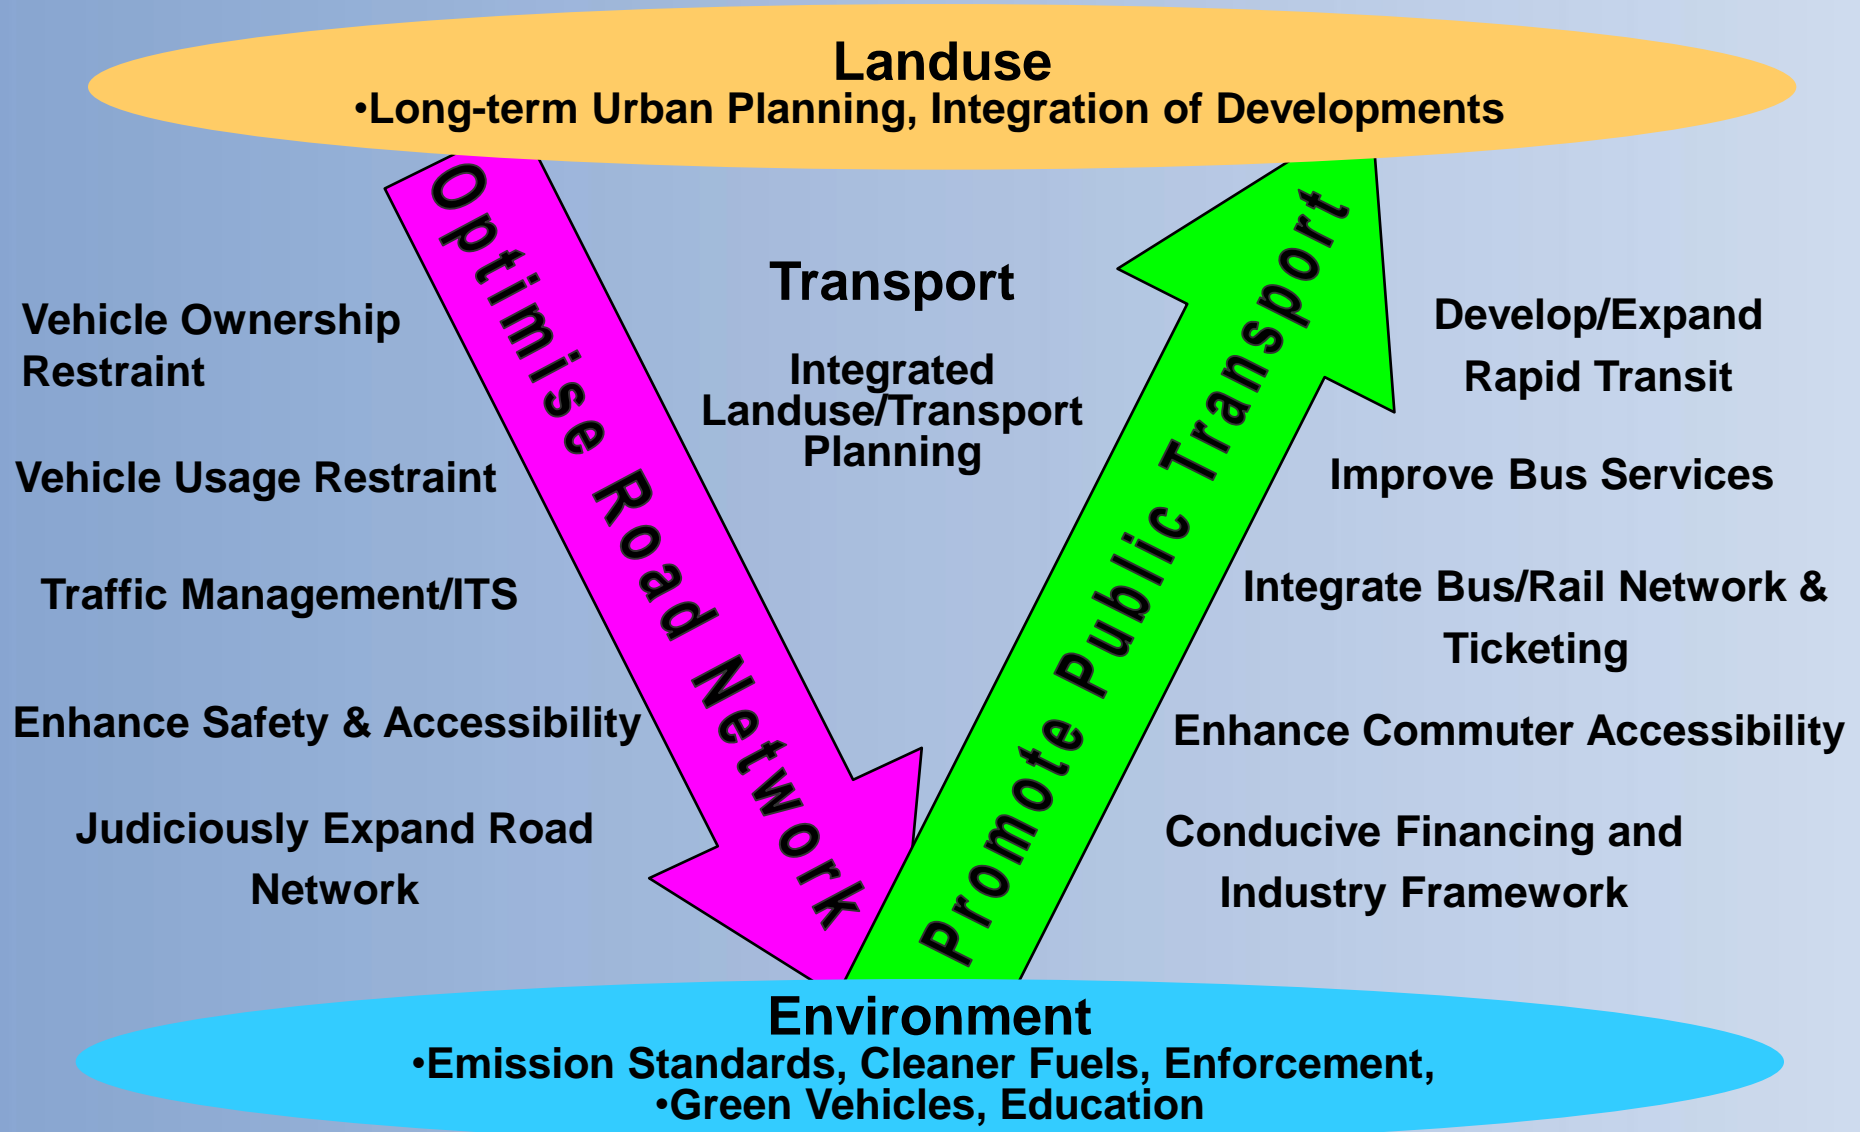 Landuse
•Long-term Urban Planning, Integration of Developments
Optimise Road Network
Vehicle Ownership
Restraint
Vehicle Usage Restraint
Traffic Management/ITS
Enhance Safety & Accessibility
Judiciously Expand Road
Network
Transport
Integrated
Landuse/Transport
Planning
Promote Public Transport
Develop/Expand
Rapid Transit
Improve Bus Services
Integrate Bus/Rail Network &
Ticketing
Enhance Commuter Accessibility
Conducive Financing and
Industry Framework
Environment
•Emission Standards, Cleaner Fuels, Enforcement,
•Green Vehicles, Education